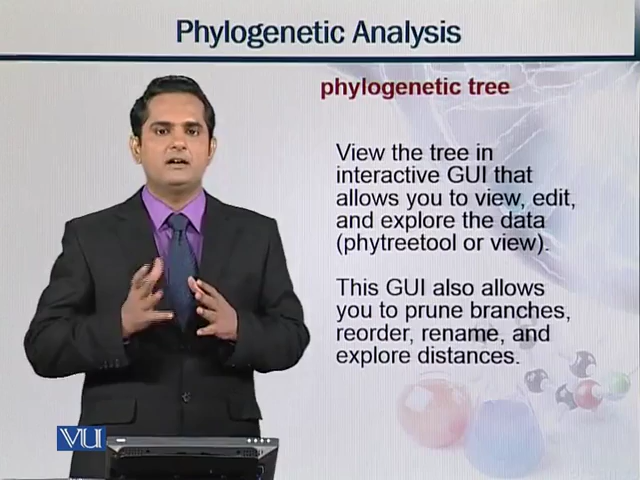 Phylogenetic Analysis
phylogenetic tree
View the tree in
interactive GUI that
allows you to view, edit,
and explore the data
(phytreetool or view).
This GUI also allows
you to prune branches,
reorder, rename, and
explore distances.
VU